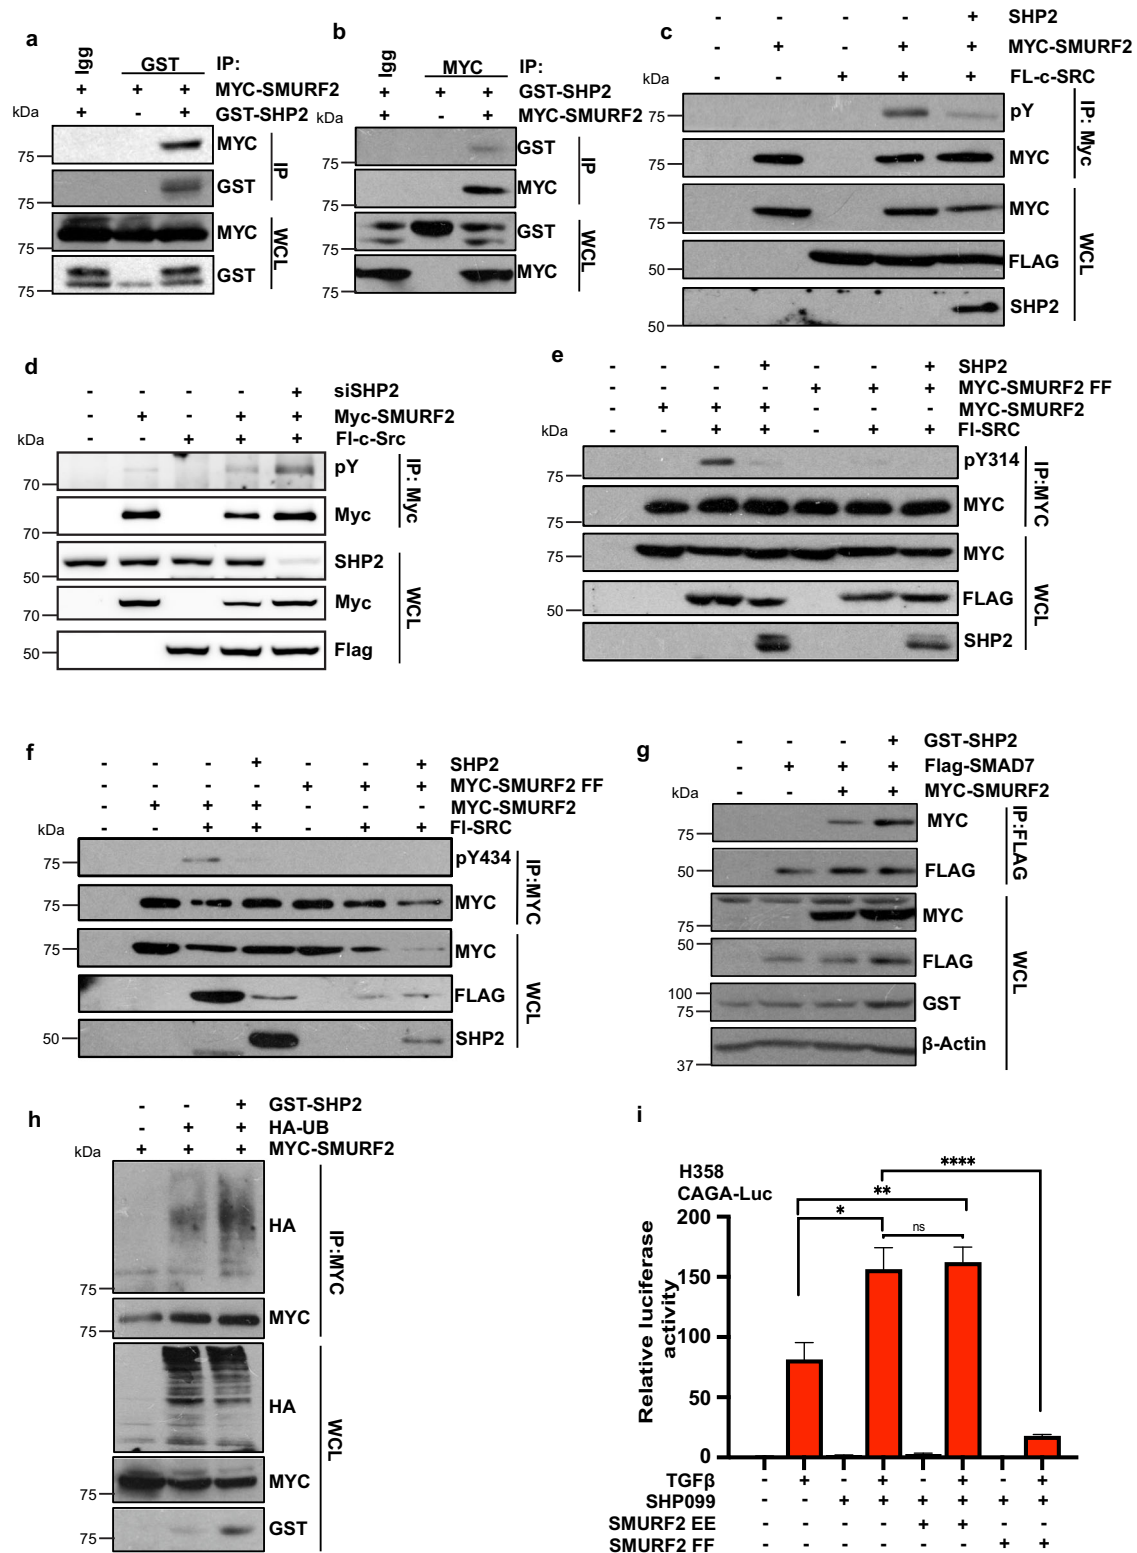 a
IgG
GST
IP:
+ + + MYC-SMURF2
kDa + - + GST-SHP2
75 MYC
GST
IP
75 MYC
75 GST
WCL
b
IgG
MYC
IP:
+ + + GST-SHP2
kDa + - + MYC-SMURF2
75 GST
MYC
IP
75 GST
75 MYC
WCL
c
- - - - + SHP2
- + - + + MYC-SMURF2
kDa - - + + + FL-c-SRC
75 pY
75 MYC
IP: Myc
75 MYC
50 FLAG
50 SHP2
WCL
d
- - - - + siSHP2
- + - + + Myc-SMURF2
kDa - - + + + Fl-c-Src
70 pY
70 Myc
IP: Myc
50 SHP2
70 Myc
50 Flag
WCL
e
- - - + - - + SHP2
- - - - + + + MYC-SMURF2 FF
- + + + - - - MYC-SMURF2
kDa - - + + - + + Fl-SRC
75 pY314
75 MYC
IP:MYC
75 MYC
50 FLAG
SHP2
WCL
f
- - - + - - + SHP2
- - - - + + + MYC-SMURF2 FF
- + + + - - - MYC-SMURF2
kDa - - + + - + + Fl-SRC
75 pY434
75 MYC
IP:MYC
75 MYC
FLAG
50 SHP2
WCL
g
- - - + GST-SHP2
- + + + Flag-SMAD7
kDa - - + + MYC-SMURF2
75 MYC
50 FLAG
IP:FLAG
75 MYC
50 FLAG
100
75 GST
37 β-Actin
WCL
h
- - + GST-SHP2
- + + HA-UB
kDa + + + MYC-SMURF2
HA
75
75 MYC
IP:MYC
HA
75 MYC
GST
WCL
i
H358
CAGA-Luc
****
**
*
ns
Relative luciferase
activity
200
150
100
50
0
TGFβ - + - + - + - +
SHP099 - - + + + + + +
SMURF2 EE - - - - + + - -
SMURF2 FF - - - - - - + +